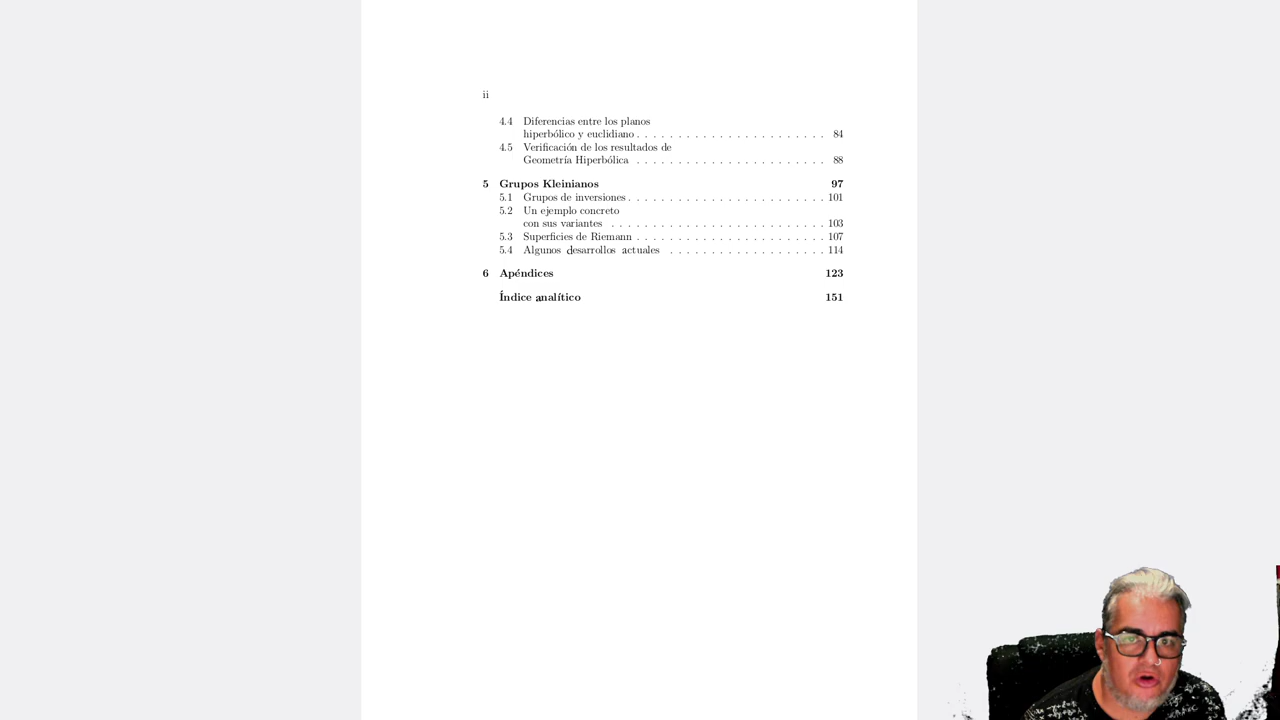 ii
4.4 Diferencias entre los planos
hiperbólico y euclidiano . . . . . . . . . . . . . . . . . . . . . . . 84
4.5 Verificación de los resultados de
Geometría Hiperbólica . . . . . . . . . . . . . . . . . . . . . . . 88
5 Grupos Kleinianos 97
5.1 Grupos de inversiones . . . . . . . . . . . . . . . . . . . . . . . . 101
5.2 Un ejemplo concreto
con sus variantes . . . . . . . . . . . . . . . . . . . . . . . . . . 103
5.3 Superficies de Riemann . . . . . . . . . . . . . . . . . . . . . . . 107
5.4 Algunos desarrollos actuales . . . . . . . . . . . . . . . . . . . 114
6 Apéndices 123
Índice analítico 151